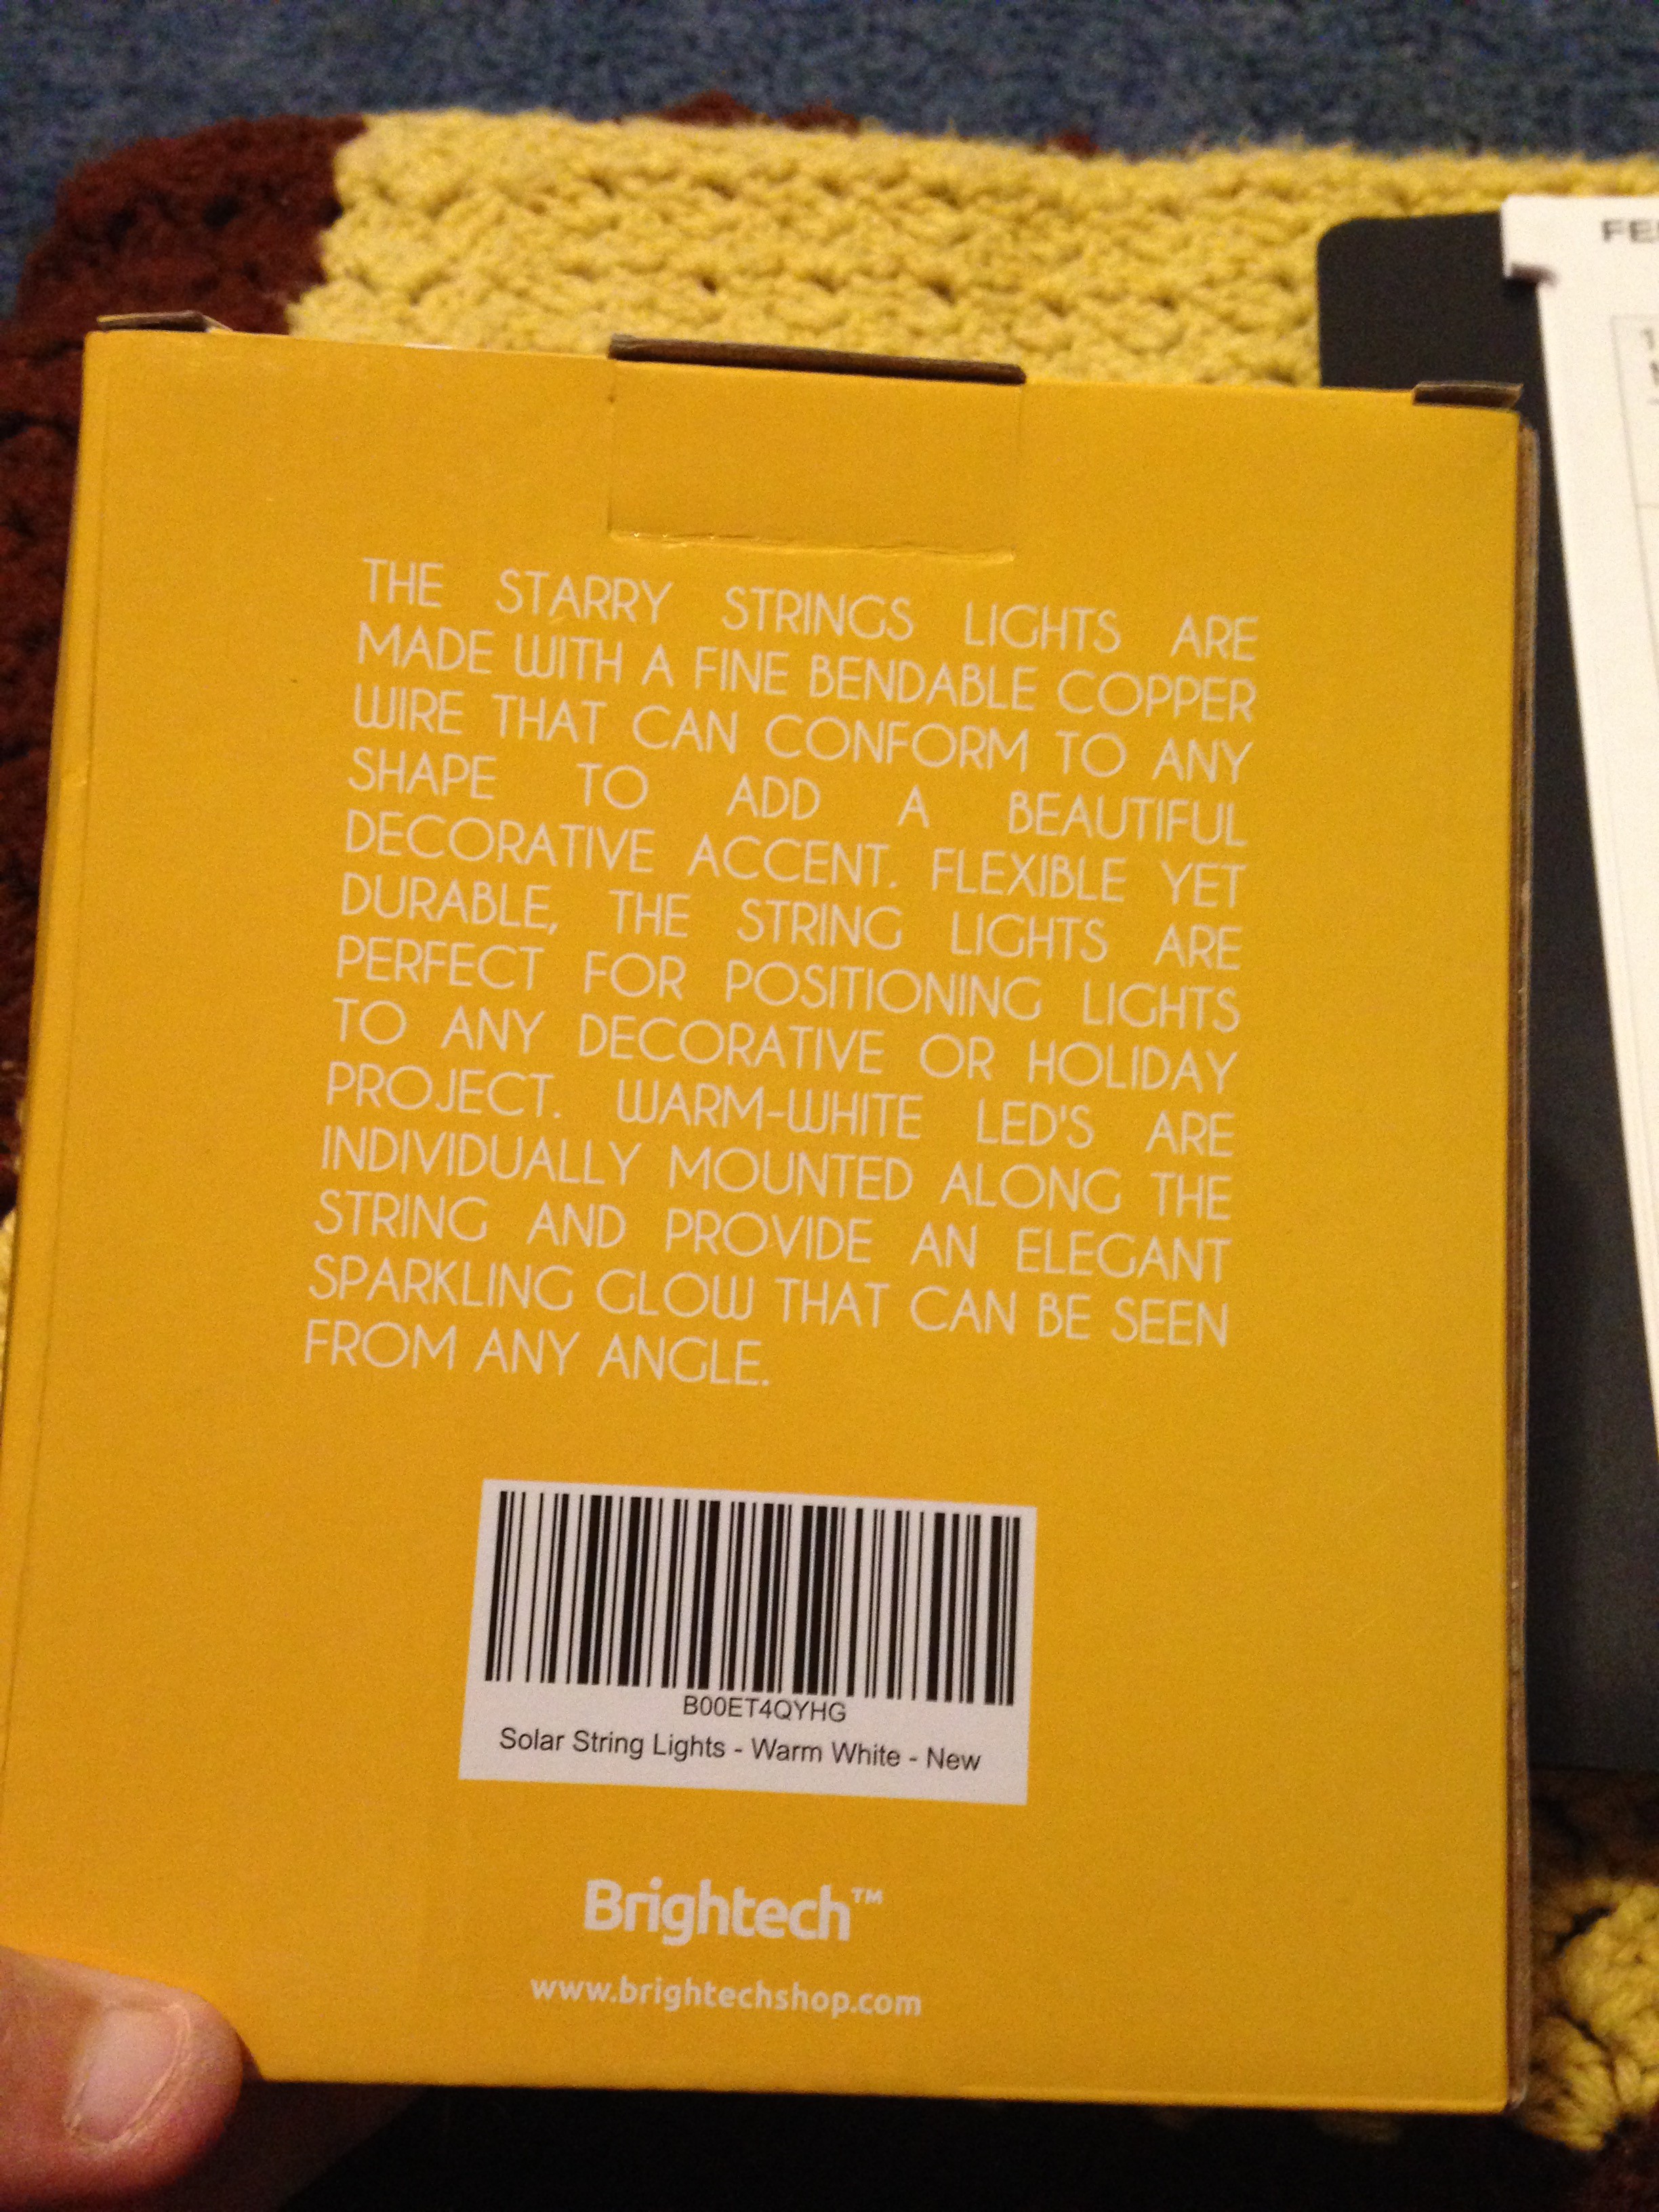 THE STARRY STRINGS LIGHTS ARE
MADE WITH A FINE BENDABLE COPPER
WIRE THAT CAN CONFORM TO ANY
SHAPE TO ADD A BEAUTIFUL
DECORATIVE ACCENT. FLEXIBLE YET
DURABLE, THE STRING LIGHTS ARE
PERFECT FOR POSITIONING LIGHTS
TO ANY DECORATIVE OR HOLIDAY
PROJECT. WARM-WHITE LED'S ARE
INDIVIDUALLY MOUNTED ALONG THE
STRING AND PROVIDE AN ELEGANT
SPARKLING GLOW THAT CAN BE SEEN
FROM ANY ANGLE.
B00ET4QYHG
Solar String Lights - Warm White - New
Brightech™
www.brightechshop.com